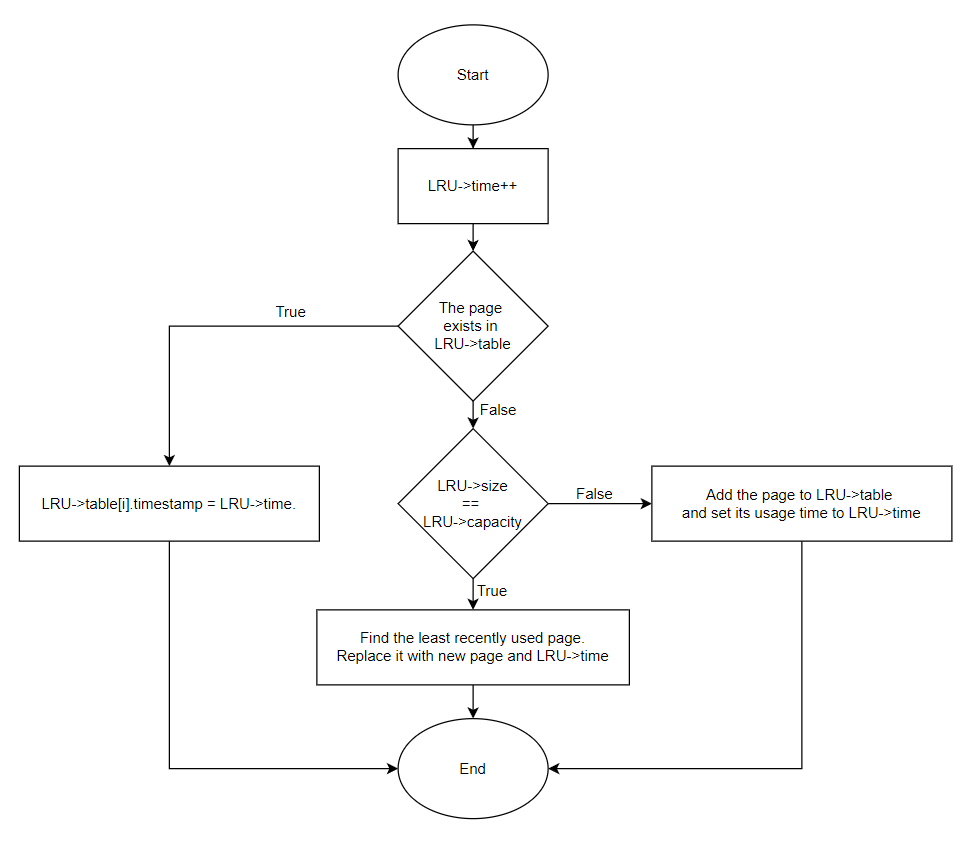 Start
LRU->time++
The page
exists in
LRU->table
True
False
LRU->table[i].timestamp = LRU->time.
LRU->size
==
LRU->capacity
False
Add the page to LRU->table
and set its usage time to LRU->time
True
Find the least recently used page.
Replace it with new page and LRU->time
End